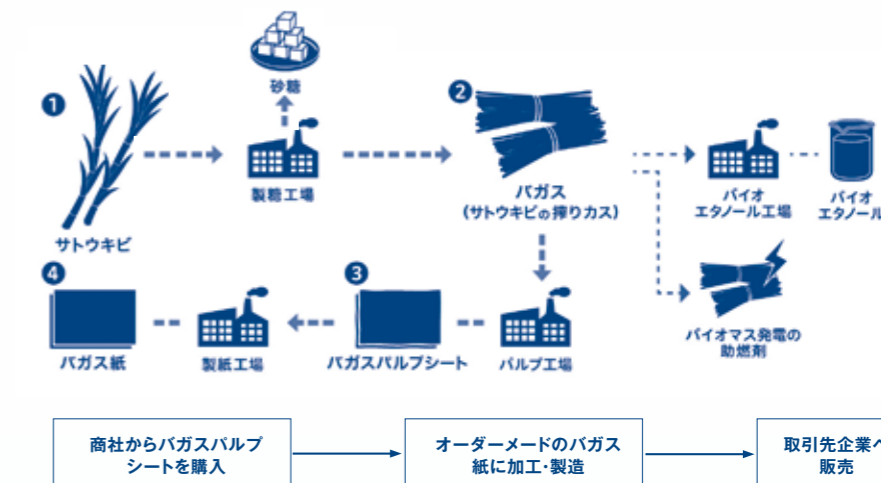 ❶
サトウキビ
砂糖
製糖工場
❷
バガス
(サトウキビの搾りカス)
バイオ
エタノール工場
バイオ
エタノール
バイオマス発電の
助燃剤
パルプ工場
❸
バガスパルプシート
製紙工場
❹
バガス紙
商社からバガスパルプ
シートを購入
オーダーメードのバガス
紙に加工・製造
取引先企業へ
販売